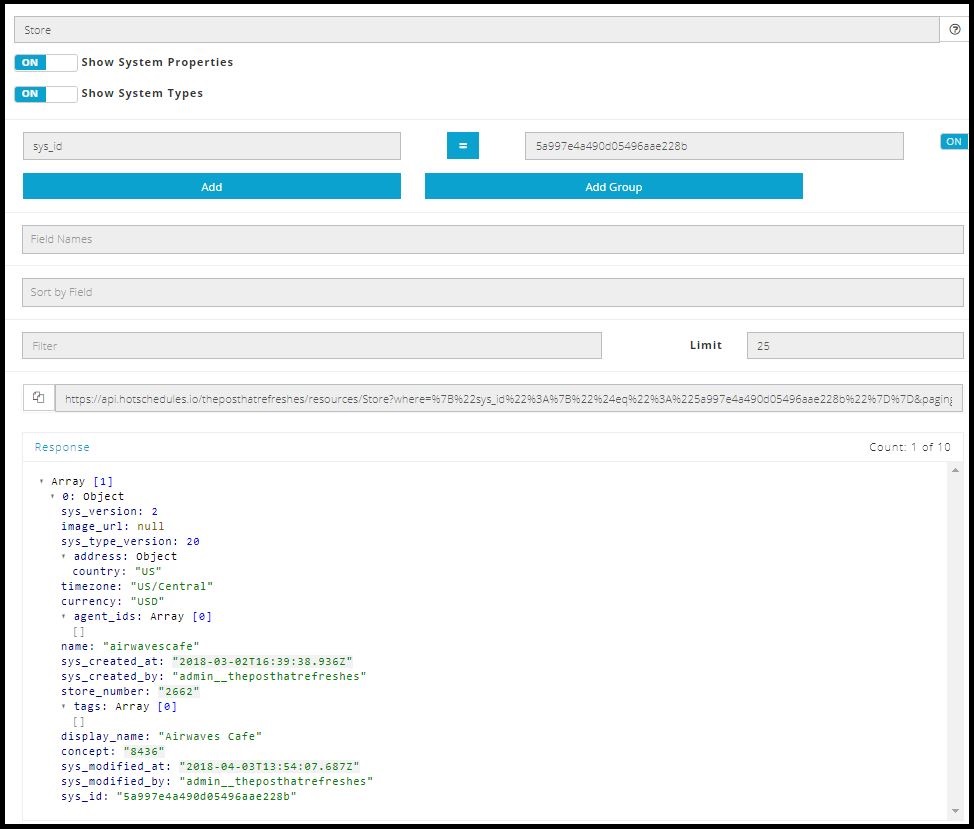 Store
ON Show System Properties
ON Show System Types
sys_id = 5a997e4a490d05496aae228b ON
Add Add Group
Field Names
Sort by Field
Filter Limit 25
https://api.hotschedules.io/theposthatrefreshes/resources/Store?where=%7B%22sys_id%22%3A%7B%22%24eq%22%3A%225a997e4a490d05496aae228b%22%7D%7D&paging
Response Count: 1 of 10
Array [1]
0: Object
sys_version: 2
image_url: null
sys_type_version: 20
address: Object
country: "US"
timezone: "US/Central"
currency: "USD"
agent_ids: Array [0]
[]
name: "airwavescafe"
sys_created_at: "2018-03-02T16:39:38.936Z"
sys_created_by: "admin__theposthatrefreshes"
store_number: "2662"
tags: Array [0]
[]
display_name: "Airwaves Cafe"
concept: "8436"
sys_modified_at: "2018-04-03T13:54:07.687Z"
sys_modified_by: "admin__theposthatrefreshes"
sys_id: "5a997e4a490d05496aae228b"